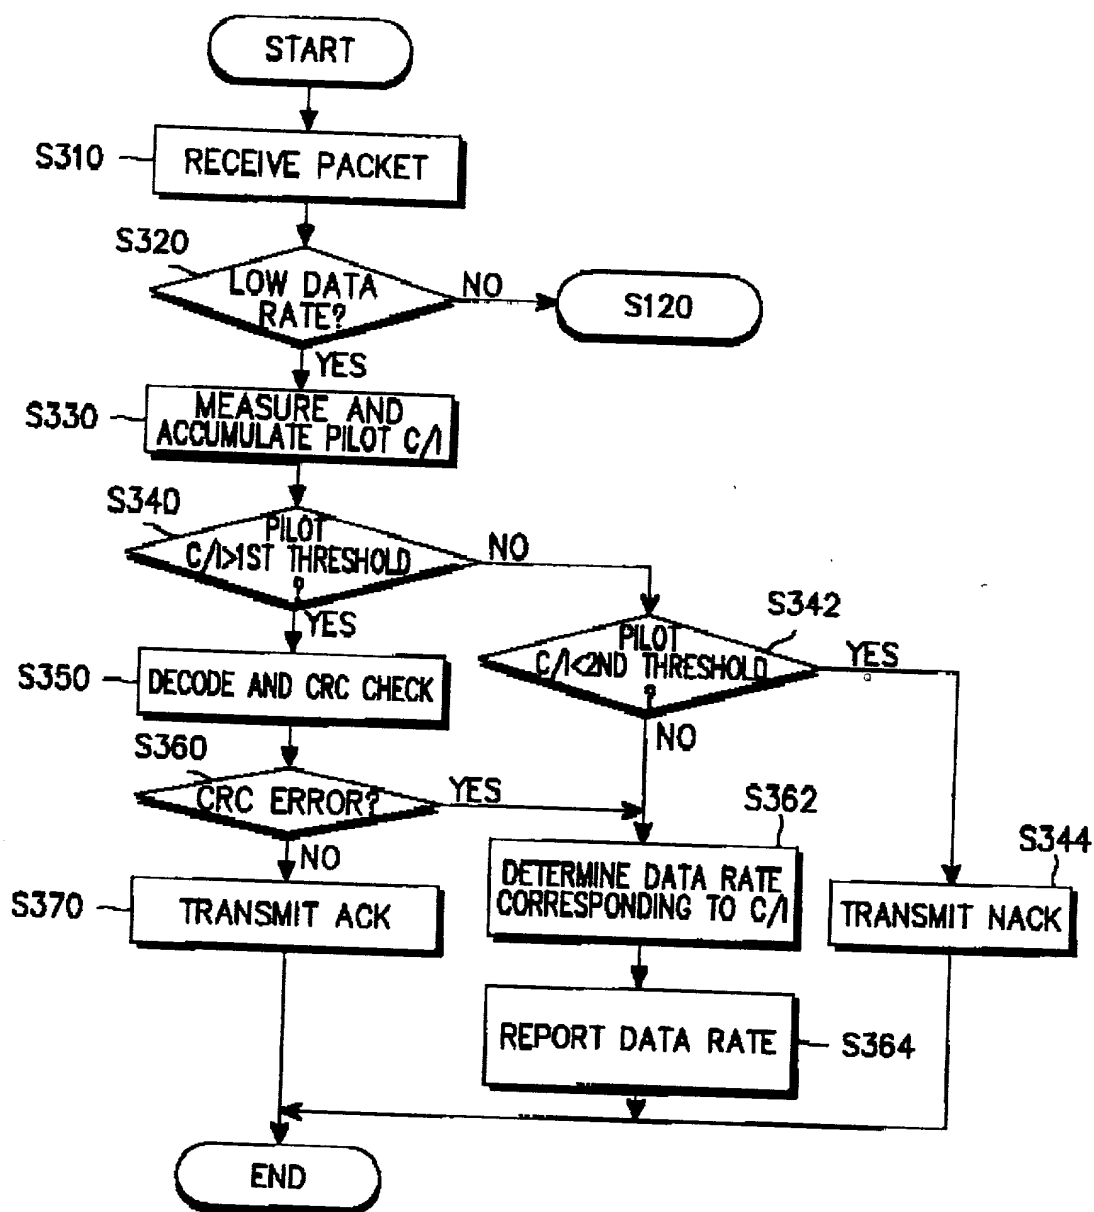 START
S310
RECEIVE PACKET
S320
LOW DATA
RATE?
NO
S120
YES
S330
MEASURE AND
ACCUMULATE PILOT C/I
S340
PILOT
C/I>1ST THRESHOLD
?
NO
YES
S342
PILOT
C/I<2ND THRESHOLD
?
YES
NO
S350
DECODE AND CRC CHECK
S360
CRC ERROR?
YES
NO
S362
DETERMINE DATA RATE
CORRESPONDING TO C/I
S344
TRANSMIT NACK
S370
TRANSMIT ACK
REPORT DATA RATE
S364
END